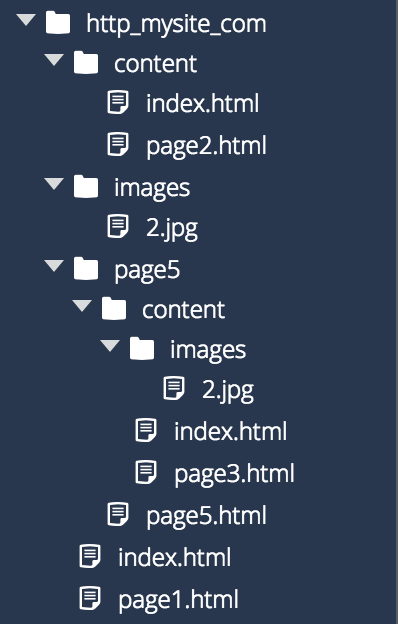 http_mysite_com
content
index.html
page2.html
images
2.jpg
page5
content
images
2.jpg
index.html
page3.html
page5.html
index.html
page1.html